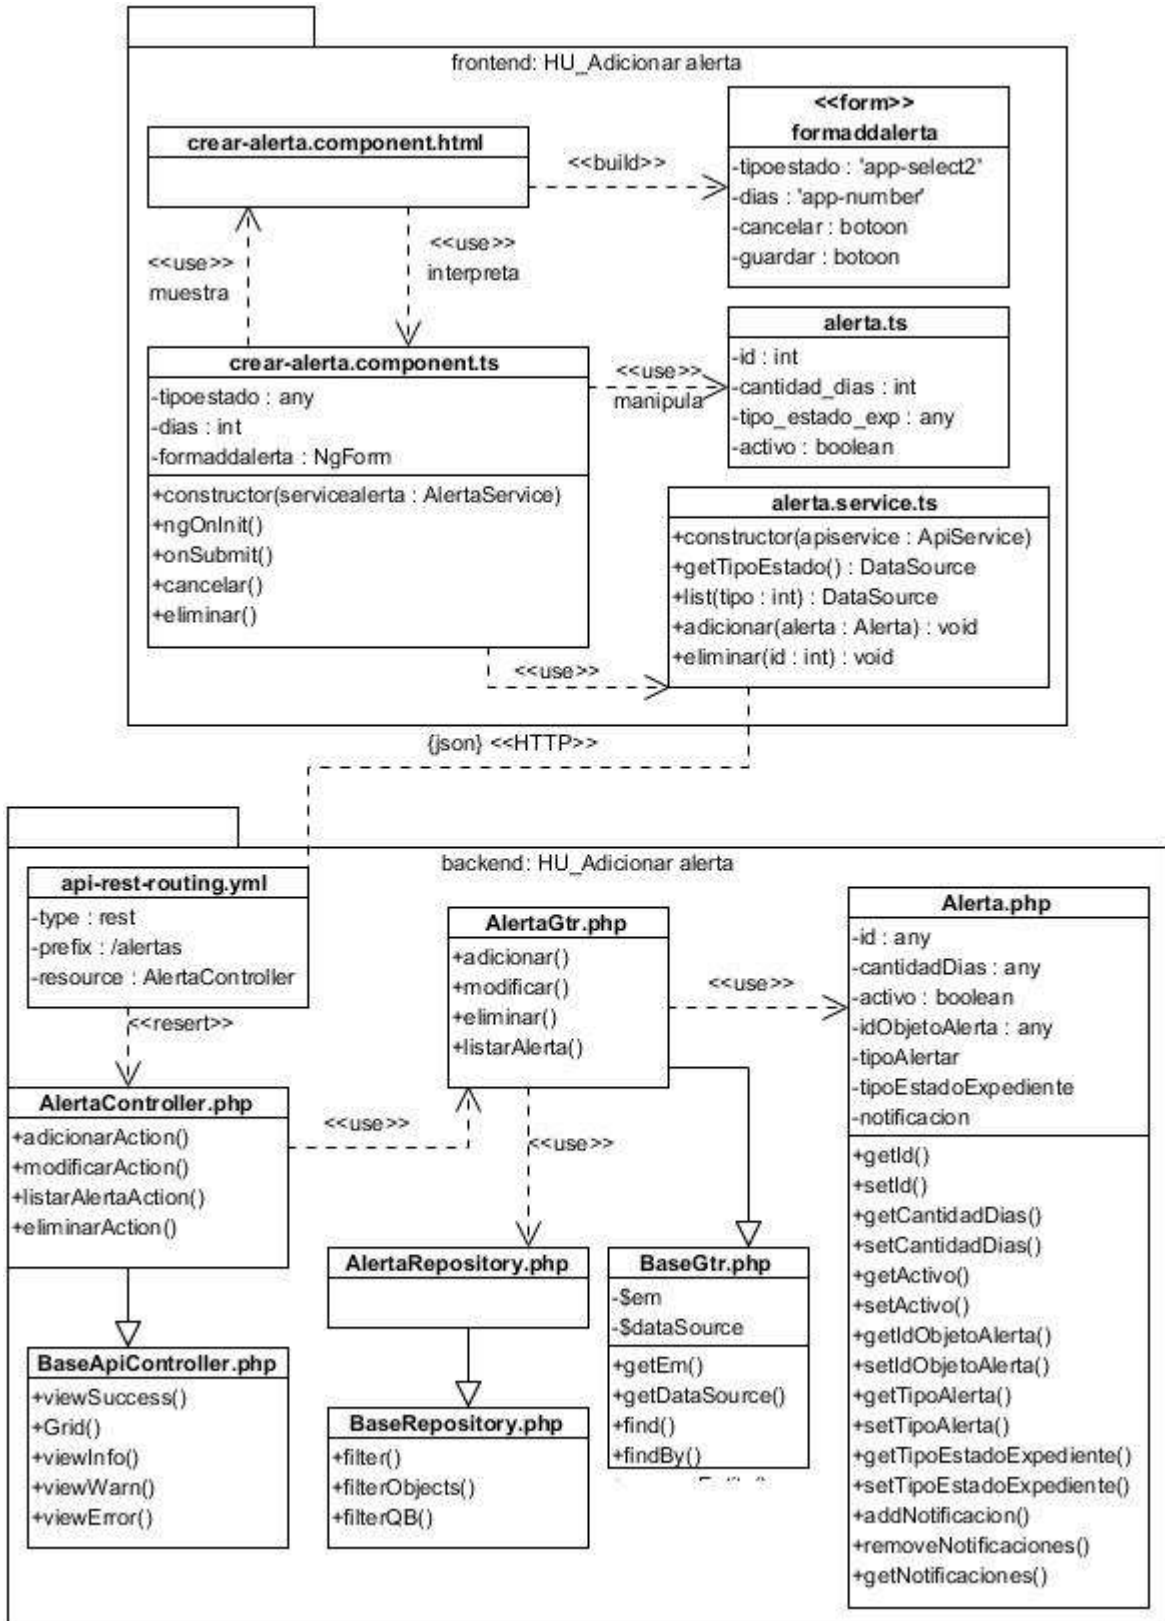 frontend: HU_Adicionar alerta
crear-alerta.component.html
<<build>>
<<form>>
formaddalerta
-tipoestado : 'app-select2'
-dias : 'app-number'
-cancelar : botoon
-guardar : botoon
<<use>>
muestra
<<use>>
interpreta
crear-alerta.component.ts
-tipoestado : any
-dias : int
-formaddalerta : NgForm
+constructor(servicealerta : AlertaService)
+ngOnInit()
+onSubmit()
+cancelar()
+eliminar()
<<use>>
manipula
alerta.ts
-id : int
-cantidad_dias : int
-tipo_estado_exp : any
-activo : boolean
alerta.service.ts
+constructor(apiservice : ApiService)
+getTipoEstado() : DataSource
+list(tipo : int) : DataSource
+adicionar(alerta : Alerta) : void
+eliminar(id : int) : void
<<use>>
{json} <<HTTP>>
backend: HU_Adicionar alerta
api-rest-routing.yml
-type : rest
-prefix : /alertas
-resource : AlertaController
<<resert>>
AlertaController.php
+adicionarAction()
+modificarAction()
+listarAlertaAction()
+eliminarAction()
<<use>>
AlertaGtr.php
+adicionar()
+modificar()
+eliminar()
+listarAlerta()
<<use>>
<<use>>
Alerta.php
-id : any
-cantidadDias : any
-activo : boolean
-idObjetoAlerta : any
-tipoAlertar
-tipoEstadoExpediente
-notificacion
+getId()
+setId()
+getCantidadDias()
+setCantidadDias()
+getActivo()
+setActivo()
+getIdObjetoAlerta()
+setIdObjetoAlerta()
+getTipoAlerta()
+setTipoAlerta()
+getTipoEstadoExpediente()
+setTipoEstadoExpediente()
+addNotificacion()
+removeNotificaciones()
+getNotificaciones()
BaseApiController.php
+viewSuccess()
+Grid()
+viewInfo()
+viewWarn()
+viewError()
AlertaRepository.php
BaseRepository.php
+filter()
+filterObjects()
+filterQB()
BaseGtr.php
-$em
-$dataSource
+getEm()
+getDataSource()
+find()
+findBy()